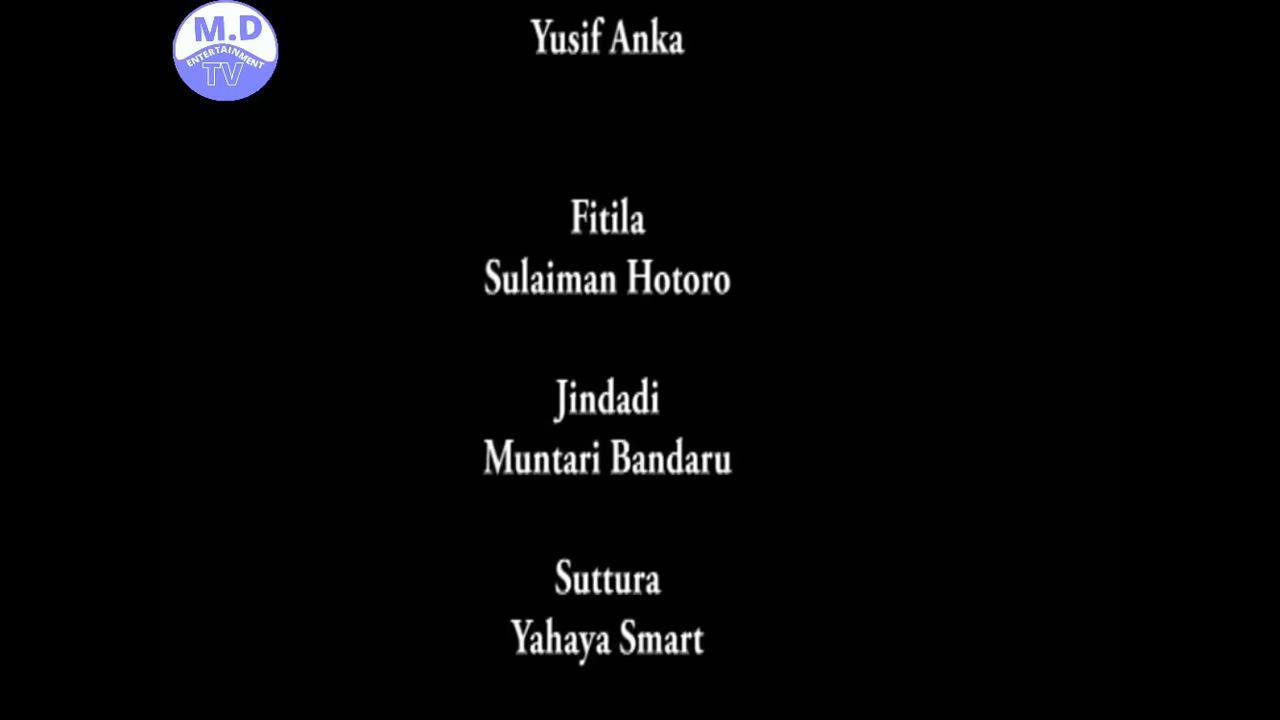 M.D
ENTERTAINMENT
TV
Yusif Anka
Fitila
Sulaiman Hotoro
Jindadi
Muntari Bandaru
Suttura
Yahaya Smart